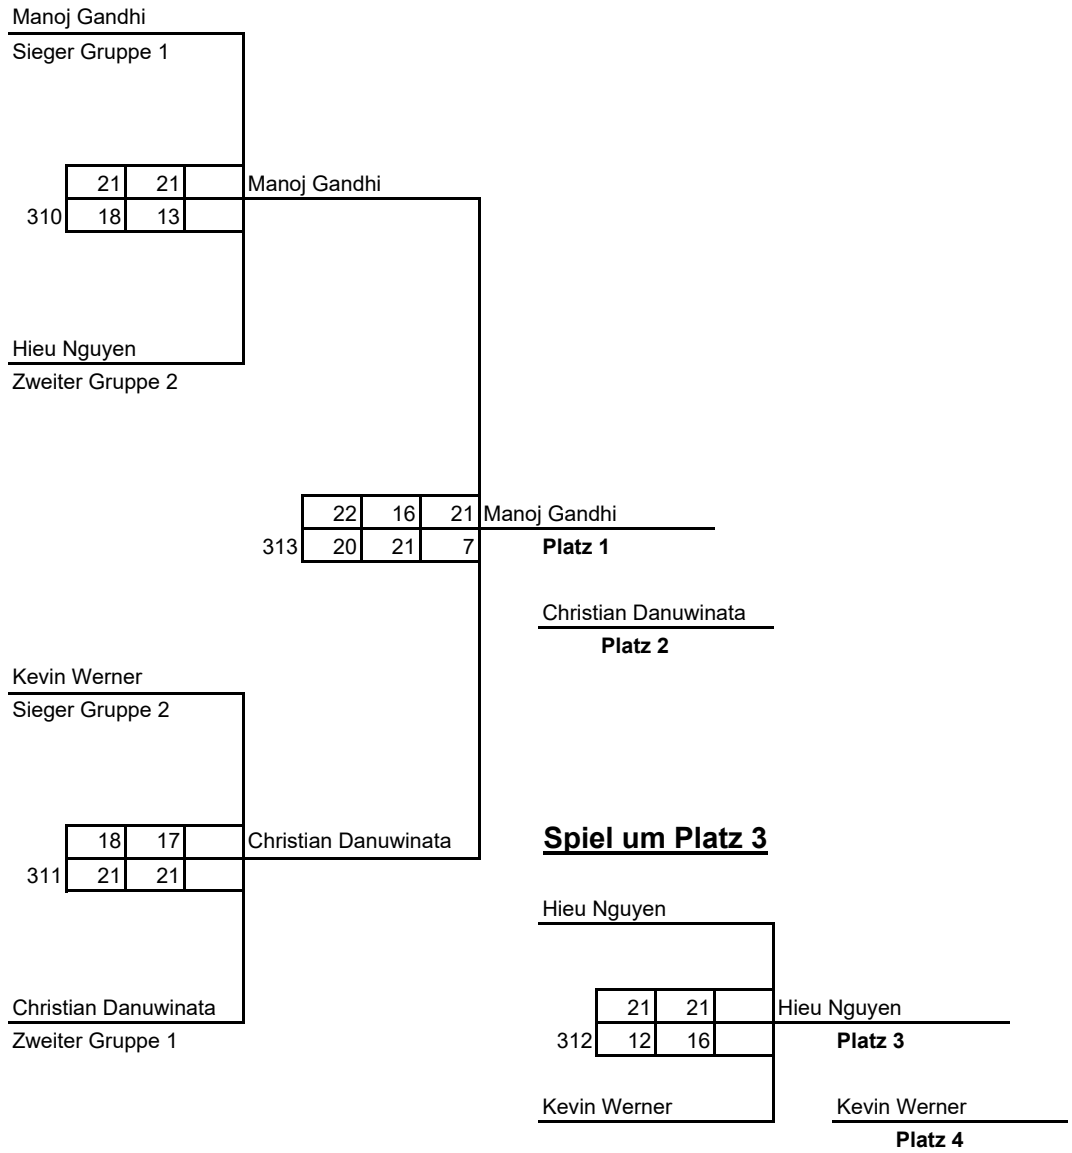 Manoj Gandhi
Sieger Gruppe 1
21 21 Manoj Gandhi
310 18 13
Hieu Nguyen
Zweiter Gruppe 2
22 16 21 Manoj Gandhi
313 20 21 7 Platz 1
Christian Danuwinata
Platz 2
Kevin Werner
Sieger Gruppe 2
18 17 Christian Danuwinata
311 21 21
Christian Danuwinata
Zweiter Gruppe 1
Spiel um Platz 3
Hieu Nguyen
21 21 Hieu Nguyen
312 12 16 Platz 3
Kevin Werner
Kevin Werner
Platz 4